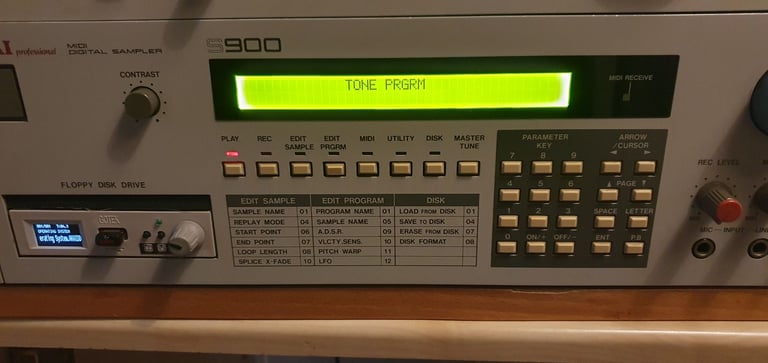 AI professional MIDI DIGITAL SAMPLER S900
CONTRAST
TONE PRGRM
MIDI RECEIVE
PLAY REC EDIT SAMPLE EDIT PRGRM MIDI UTILITY DISK MASTER TUNE
PARAMETER KEY
ARROW /CURSOR
7 8 9
4 5 6 PAGE
1 2 3 SPACE LETTER
0 ON/+ OFF/- ENT P.B
REC LEVEL
MIC INPUT LINE
FLOPPY DISK DRIVE
GOTEK
OPERATING SYSTEM
EDIT SAMPLE EDIT PROGRAM DISK
SAMPLE NAME 01 PROGRAM NAME 01 LOAD FROM DISK 01
REPLAY MODE 04 SAMPLE NAME 05 SAVE TO DISK 04
START POINT 06 A.D.S.R. 09 ERASE FROM DISK 07
END POINT 07 VLCTY.SENS. 10 DISK FORMAT 08
LOOP LENGTH 08 PITCH WARP 11
SPLICE X-FADE 10 LFO 12